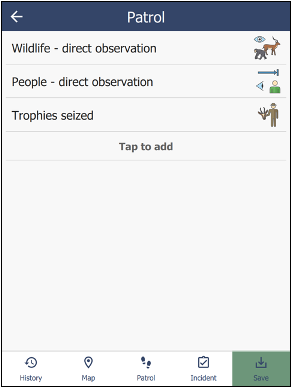 Patrol
Wildlife - direct observation
People - direct observation
Trophies seized
Tap to add
History
Map
Patrol
Incident
Save